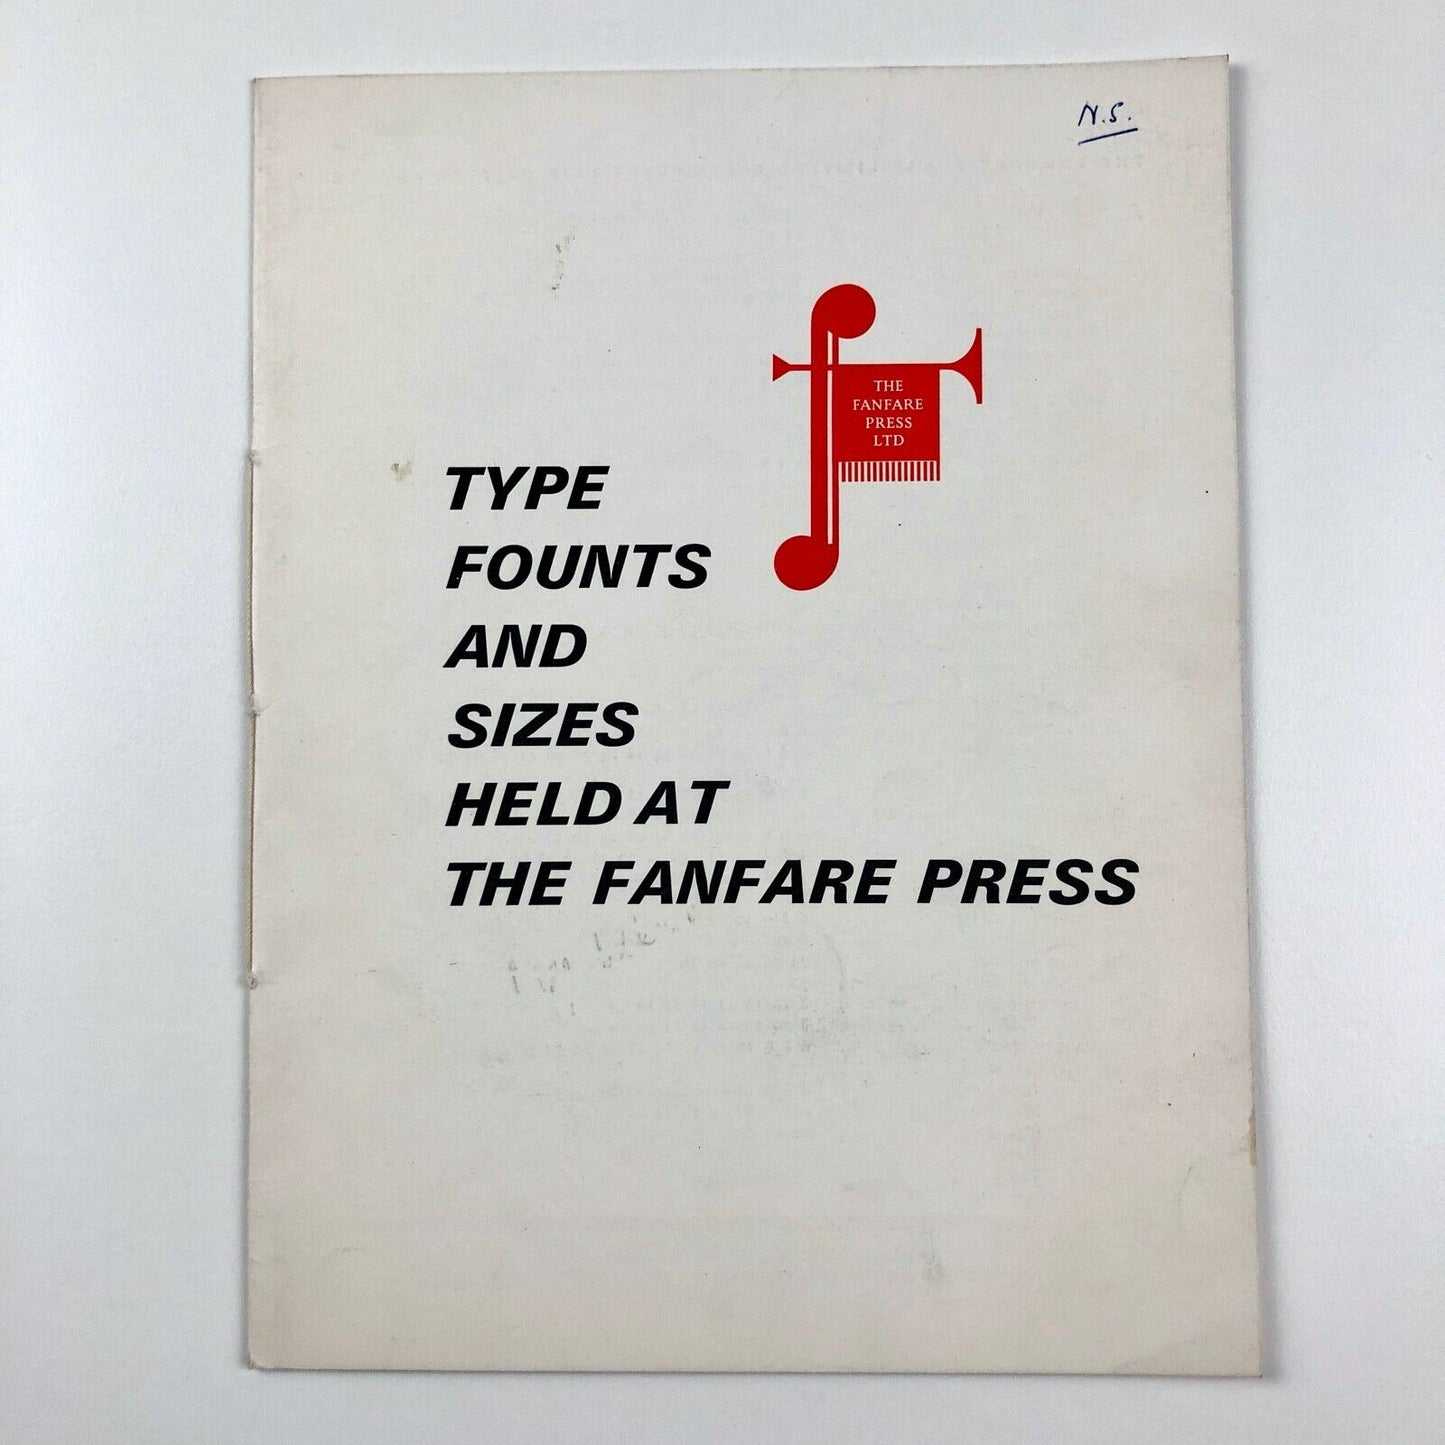 N.S.
THE
FANFARE
PRESS
LTD
TYPE
FOUNTS
AND
SIZES
HELD AT
THE FANFARE PRESS